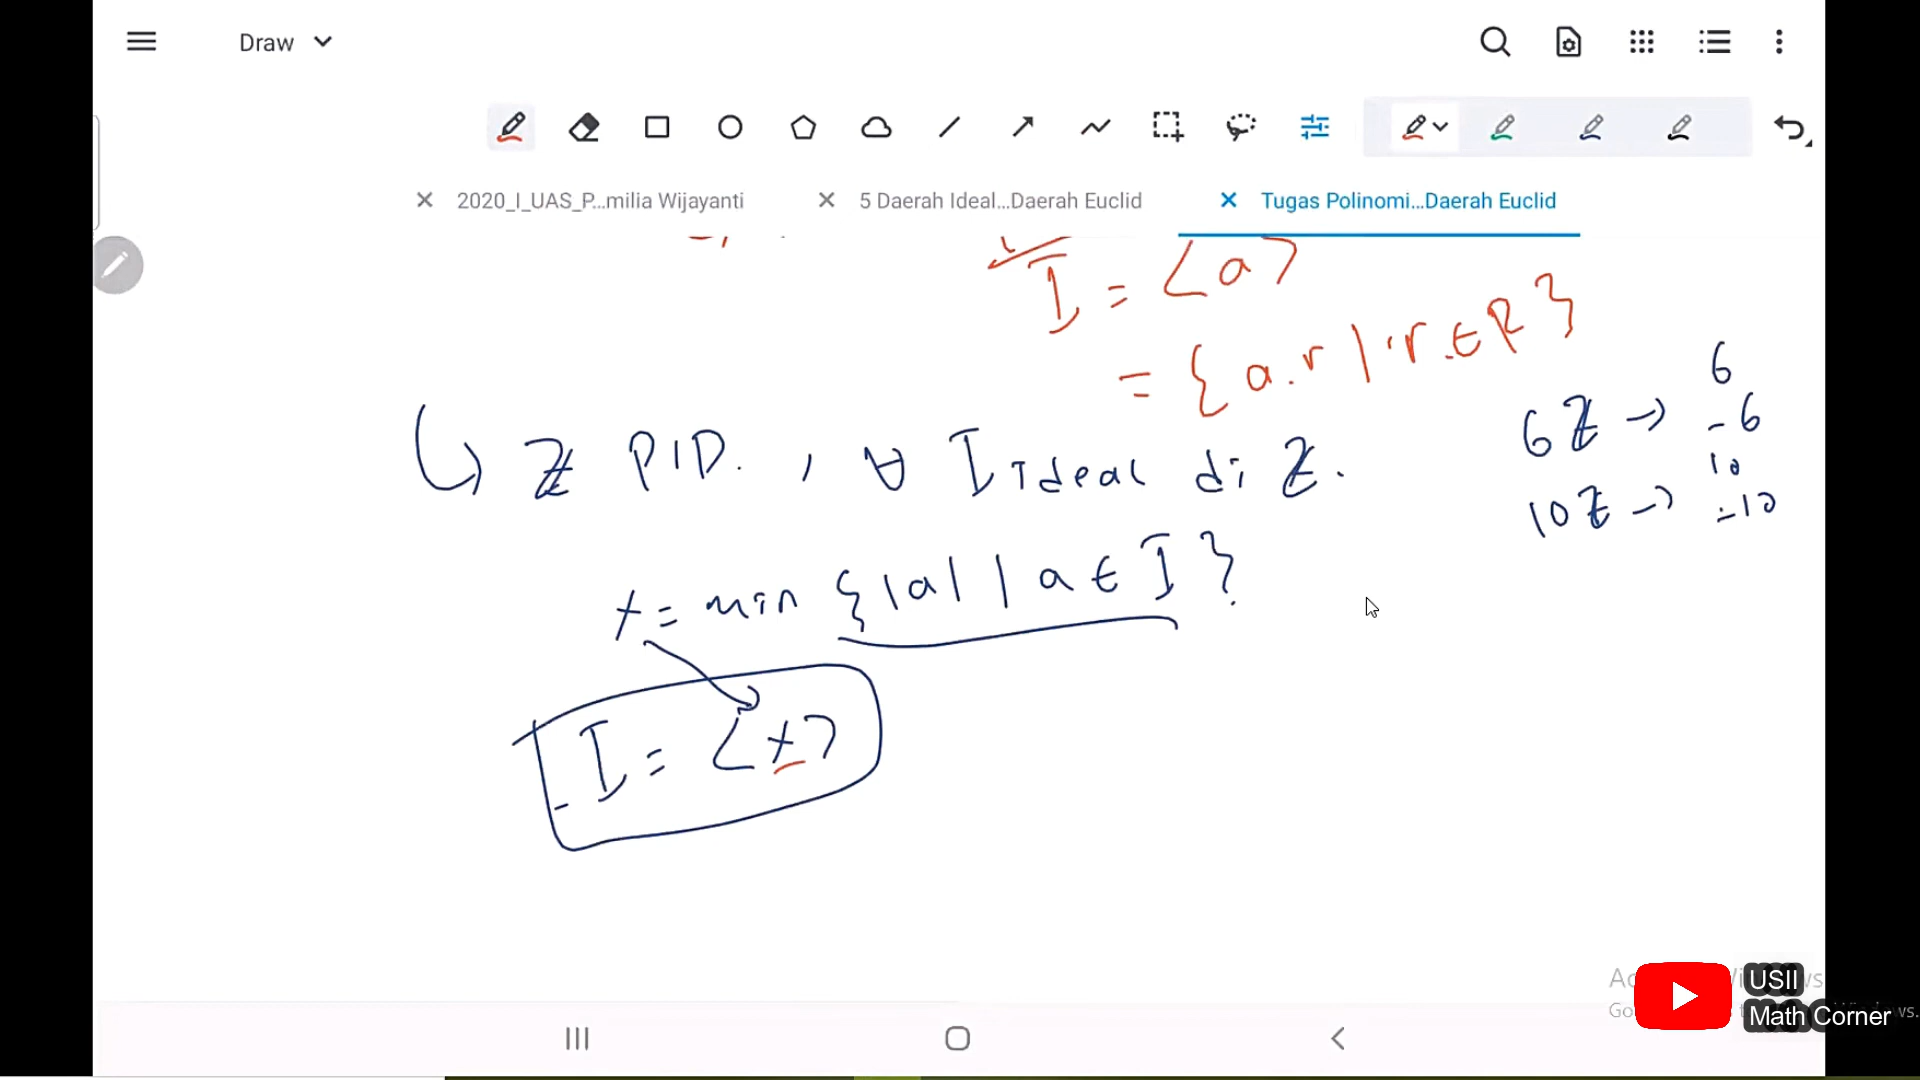 Draw
2020_I_UAS_P...milia Wijayanti
5 Daerah Ideal...Daerah Euclid
Tugas Polinomi...Daerah Euclid
I = <a>
= {a.r | r ∈ R}
6
6ℤ → -6
10
10ℤ → -10
↳ ℤ PID. , ∀ I ideal di ℤ.
x = min {|a| | a ∈ I}
I = <x>
USII
Math Corner